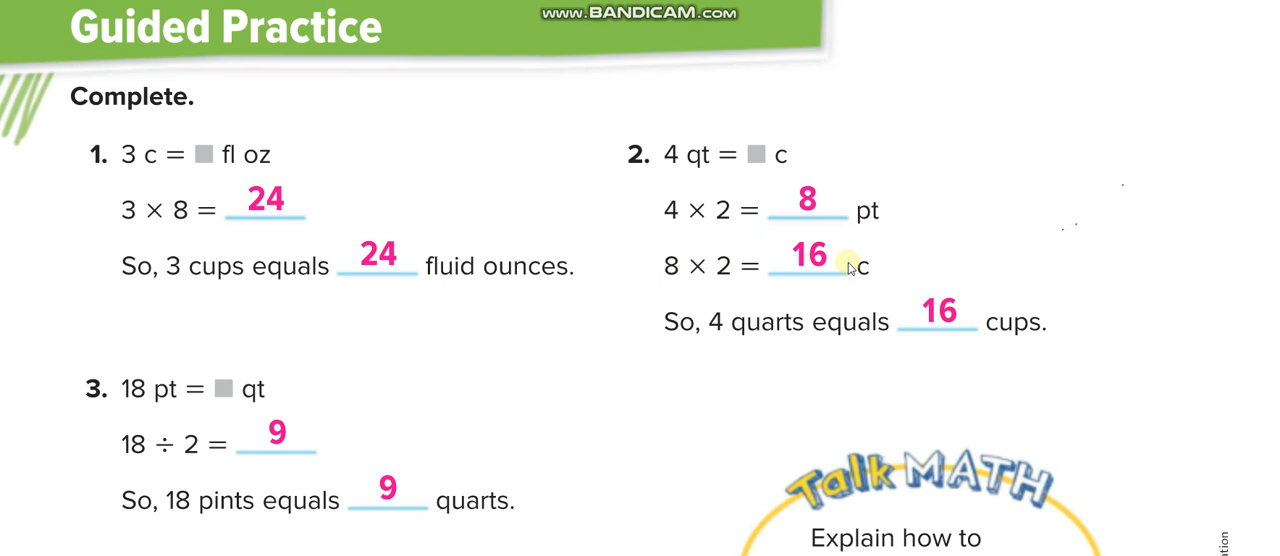 Guided Practice
www.BANDICAM.com
Complete.
1. 3 c = fl oz
3 × 8 = 24
So, 3 cups equals 24 fluid ounces.
2. 4 qt = c
4 × 2 = 8 pt
8 × 2 = 16 c
So, 4 quarts equals 16 cups.
3. 18 pt = qt
18 ÷ 2 = 9
So, 18 pints equals 9 quarts.
Talk MATH
Explain how to